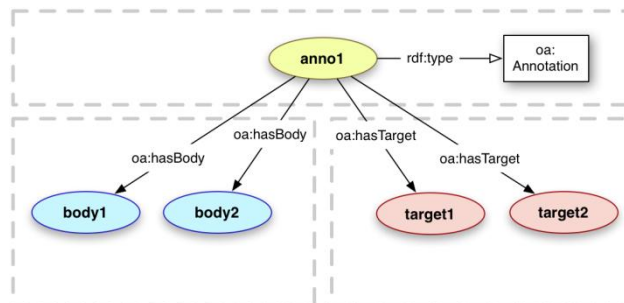 anno1
rdf:type
oa:
Annotation
oa:hasBody
oa:hasBody
oa:hasTarget
oa:hasTarget
body1
body2
target1
target2